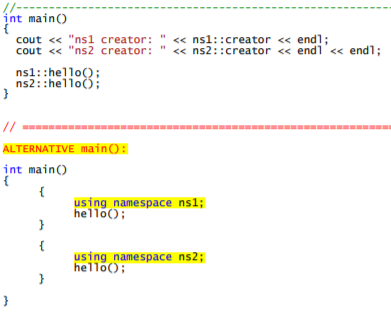 //----------------------------------------------------------
int main()
{
cout << "ns1 creator: " << ns1::creator << endl;
cout << "ns2 creator: " << ns2::creator << endl << endl;
ns1::hello();
ns2::hello();
}
// ========================================================
ALTERNATIVE main():
int main()
{
{
using namespace ns1;
hello();
}
{
using namespace ns2;
hello();
}
}